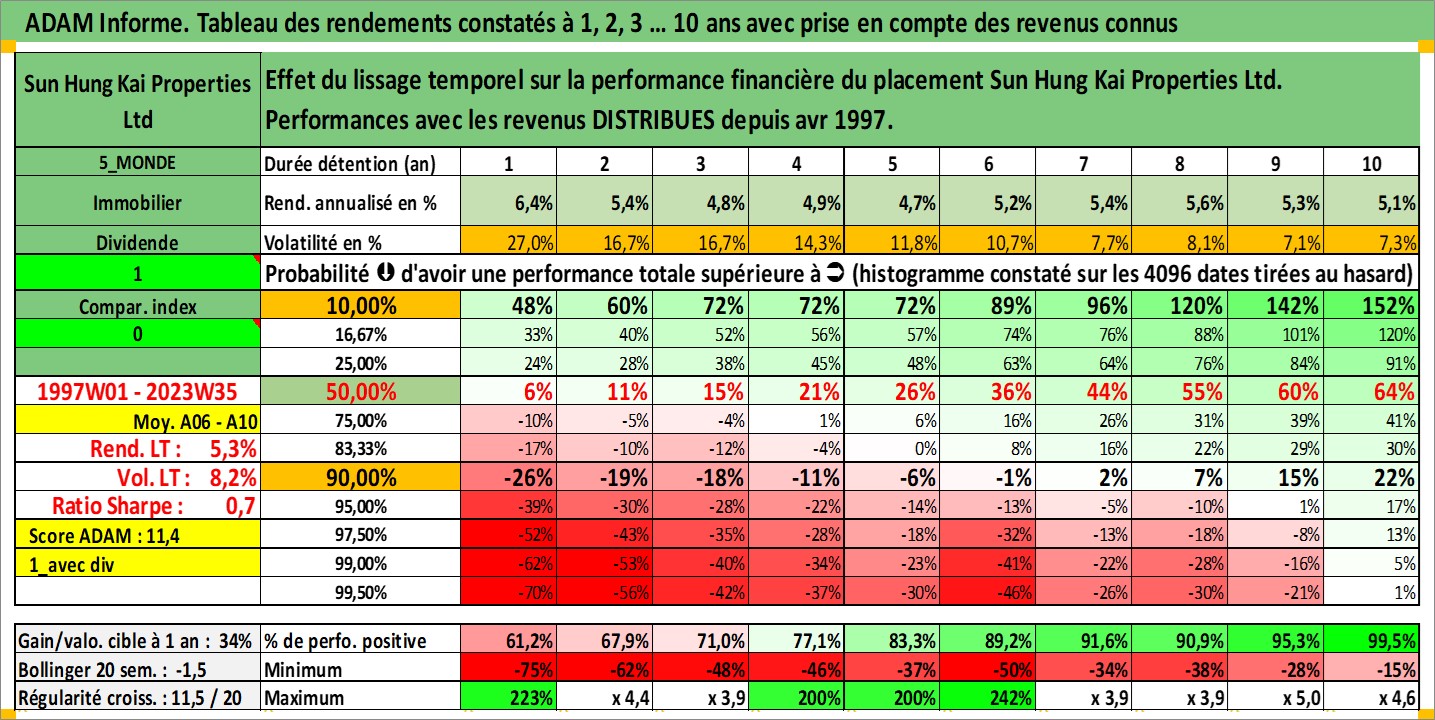 ADAM Informe. Tableau des rendements constatés à 1, 2, 3 ... 10 ans avec prise en compte des revenus connus
Sun Hung Kai Properties Ltd
Effet du lissage temporel sur la performance financière du placement Sun Hung Kai Properties Ltd.
Performances avec les revenus DISTRIBUES depuis avr 1997.
5_MONDE Durée détention (an) 1 2 3 4 5 6 7 8 9 10
Immobilier Rend. annualisé en % 6,4% 5,4% 4,8% 4,9% 4,7% 5,2% 5,4% 5,6% 5,3% 5,1%
Dividende Volatilité en % 27,0% 16,7% 16,7% 14,3% 11,8% 10,7% 7,7% 8,1% 7,1% 7,3%
1 Probabilité ⬇ d'avoir une performance totale supérieure à ➲ (histogramme constaté sur les 4096 dates tirées au hasard)
Compar. index 10,00% 48% 60% 72% 72% 72% 89% 96% 120% 142% 152%
0 16,67% 33% 40% 52% 56% 57% 74% 76% 88% 101% 120%
25,00% 24% 28% 38% 45% 48% 63% 64% 76% 84% 91%
1997W01 - 2023W35 50,00% 6% 11% 15% 21% 26% 36% 44% 55% 60% 64%
Moy. A06 - A10 75,00% -10% -5% -4% 1% 6% 16% 26% 31% 39% 41%
Rend. LT : 5,3% 83,33% -17% -10% -12% -4% 0% 8% 16% 22% 29% 30%
Vol. LT : 8,2% 90,00% -26% -19% -18% -11% -6% -1% 2% 7% 15% 22%
Ratio Sharpe : 0,7 95,00% -39% -30% -28% -22% -14% -13% -5% -10% 1% 17%
Score ADAM : 11,4 97,50% -52% -43% -35% -28% -18% -32% -13% -18% -8% 13%
1_avec div 99,00% -62% -53% -40% -34% -23% -41% -22% -28% -16% 5%
99,50% -70% -56% -42% -37% -30% -46% -26% -30% -21% 1%
Gain/valo. cible à 1 an : 34% % de perfo. positive 61,2% 67,9% 71,0% 77,1% 83,3% 89,2% 91,6% 90,9% 95,3% 99,5%
Bollinger 20 sem. : -1,5 Minimum -75% -62% -48% -46% -37% -50% -34% -38% -28% -15%
Régularité croiss. : 11,5 / 20 Maximum 223% x 4,4 x 3,9 200% 200% 242% x 3,9 x 3,9 x 5,0 x 4,6